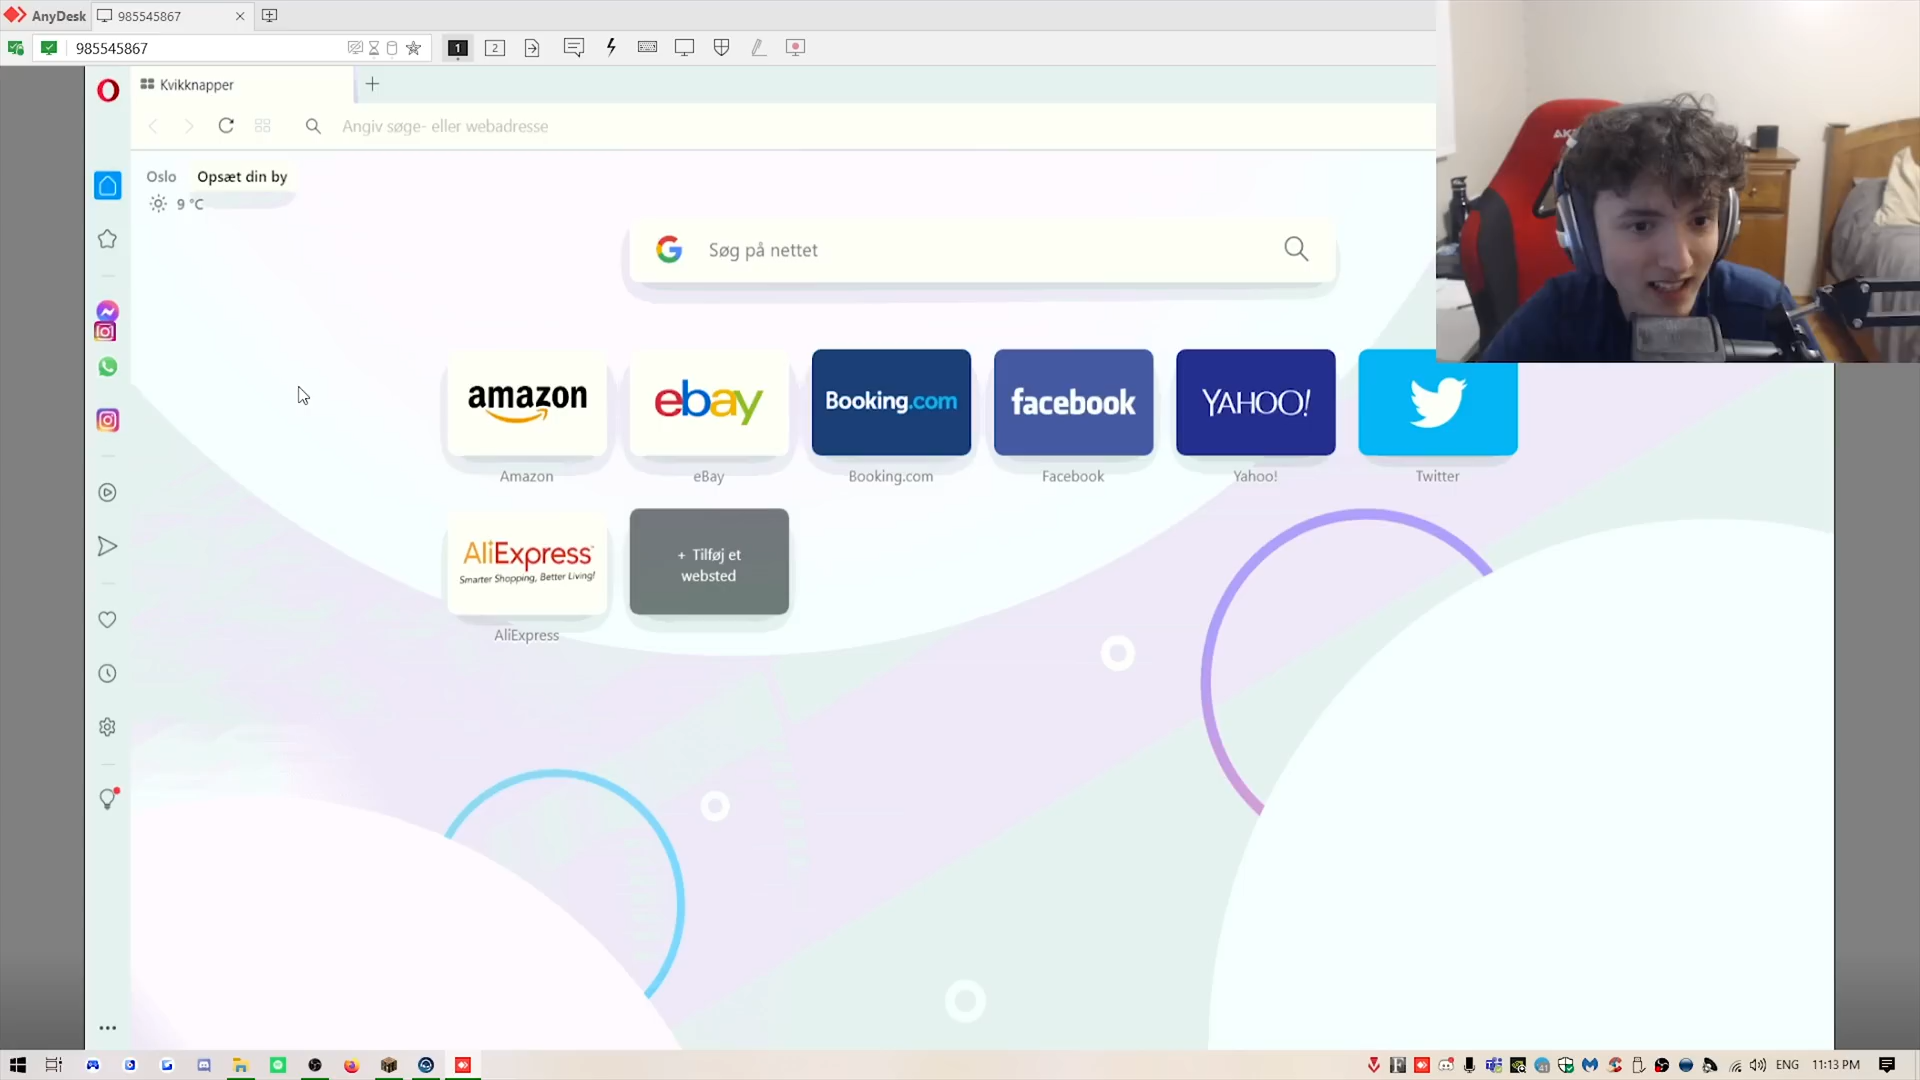 AnyDesk
985545867
985545867
1
2
Kvikknapper
Angiv søge- eller webadresse
Oslo
Opsæt din by
9 °C
Søg på nettet
amazon
ebay
Booking.com
facebook
YAHOO!
Amazon
eBay
Booking.com
Facebook
Yahoo!
Twitter
AliExpress
Smarter Shopping, Better Living!
+ Tilføj et
websted
AliExpress
ENG
11:13 PM